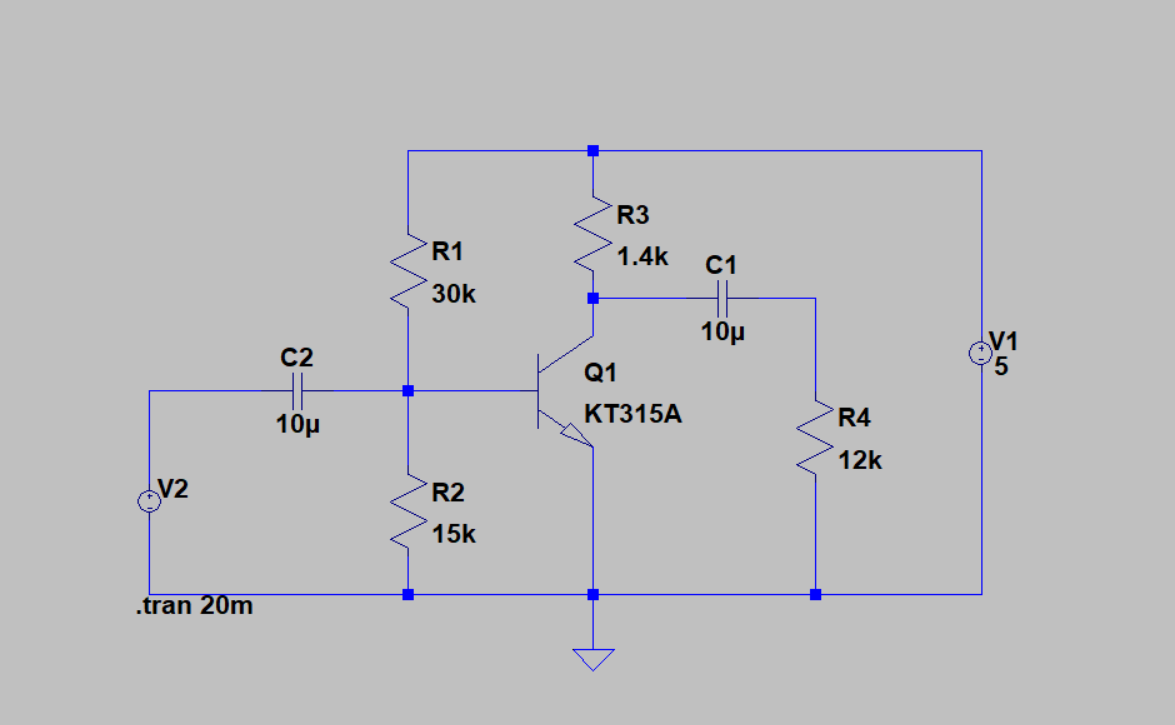 R3
1.4k
R1
30k
C1
10µ
V1
5
C2
10µ
Q1
KT315A
R4
12k
V2
R2
15k
.tran 20m